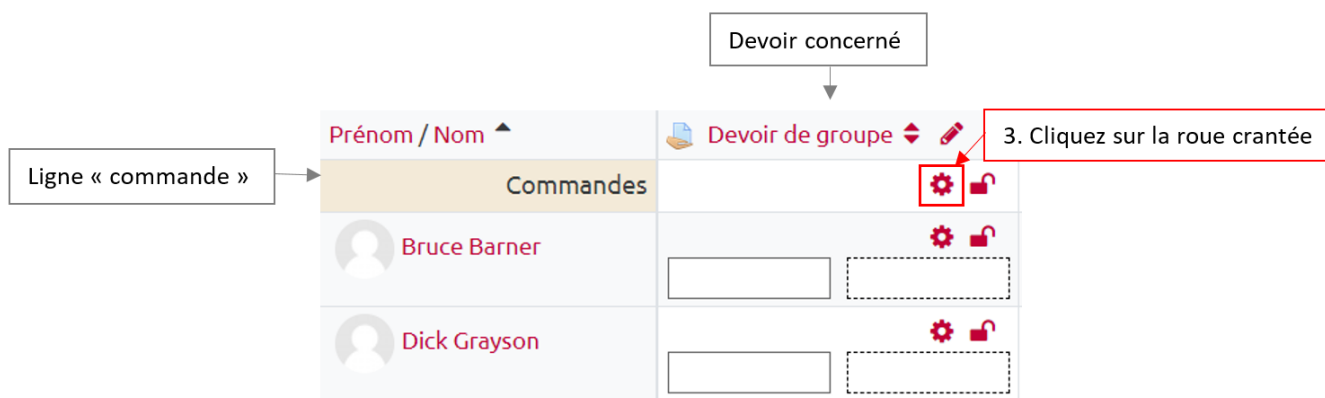 Devoir concerné
Prénom / Nom
Devoir de groupe
3. Cliquez sur la roue crantée
Ligne « commande »
Commandes
Bruce Barner
Dick Grayson